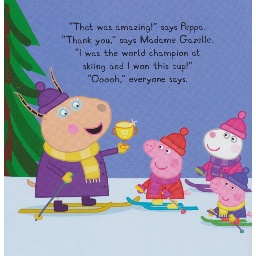 "That was amazing!" says Peppa.
"Thank you," says Madame Gazelle.
"I was the world champion at
skiing and I won this cup!"
"Ooooh," everyone says.